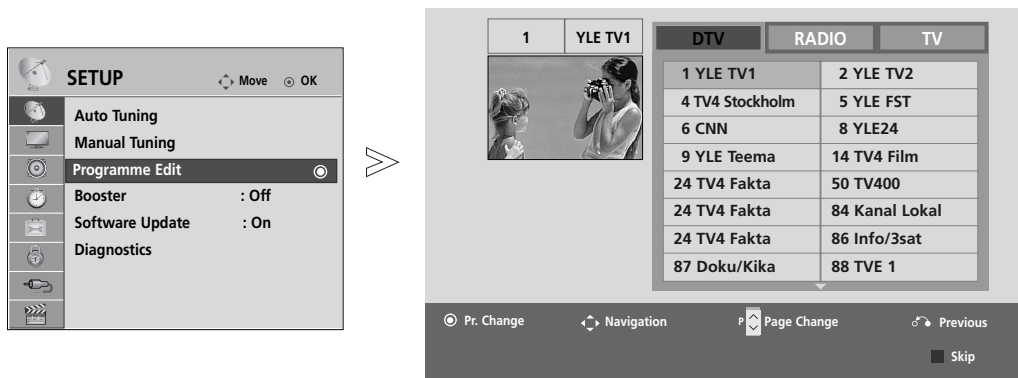 SETUP Move OK
Auto Tuning
Manual Tuning
Programme Edit
Booster : Off
Software Update : On
Diagnostics
1 YLE TV1
DTV RADIO TV
1 YLE TV1 2 YLE TV2
4 TV4 Stockholm 5 YLE FST
6 CNN 8 YLE24
9 YLE Teema 14 TV4 Film
24 TV4 Fakta 50 TV400
24 TV4 Fakta 84 Kanal Lokal
24 TV4 Fakta 86 Info/3sat
87 Doku/Kika 88 TVE 1
Pr. Change Navigation P Page Change Previous
Skip